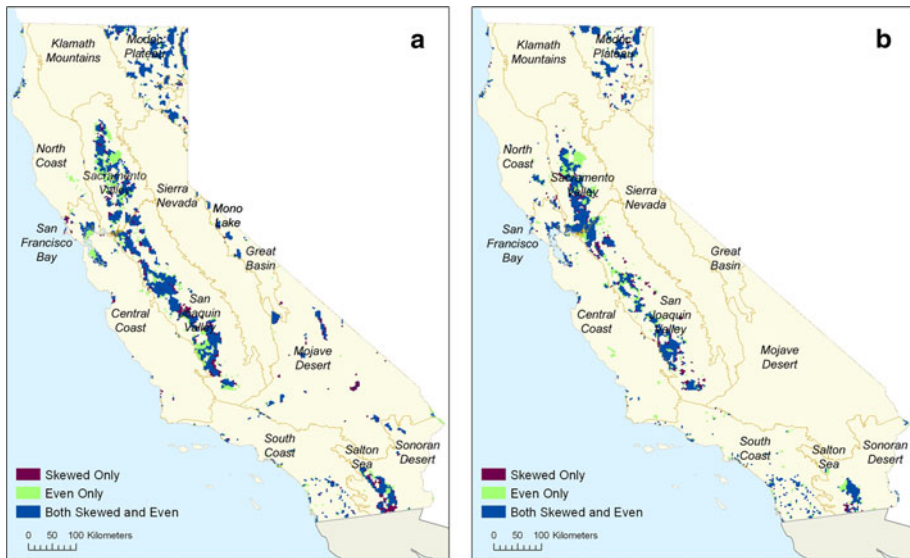 a
Klamath
Mountains
Modoc
Plateau
North
Coast
Sacramento
Valley
Sierra
Nevada
Mono
Lake
San
Francisco
Bay
Great
Basin
San
Joaquin
Valley
Central
Coast
Mojave
Desert
South
Coast
Salton
Sea
Sonoran
Desert
Skewed Only
Even Only
Both Skewed and Even
0 50 100 Kilometers
b
Klamath
Mountains
Modoc
Plateau
North
Coast
Sacramento
Valley
Sierra
Nevada
San
Francisco
Bay
Great
Basin
San
Joaquin
Valley
Central
Coast
Mojave
Desert
South
Coast
Salton
Sea
Sonoran
Desert
Skewed Only
Even Only
Both Skewed and Even
0 50 100 Kilometers